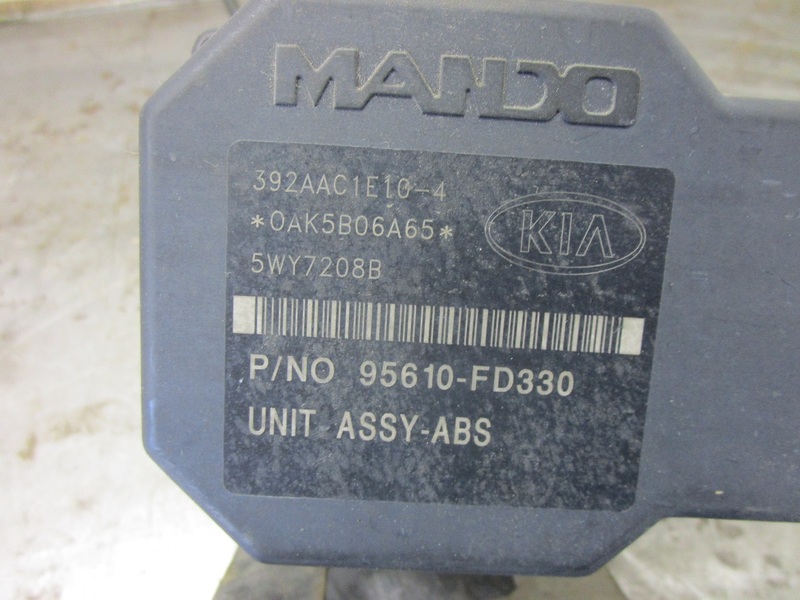 MANDO
392AAC1E10-4
*0AK5B06A65*
KIA
5WY7208B
P/NO 95610-FD330
UNIT ASSY-ABS